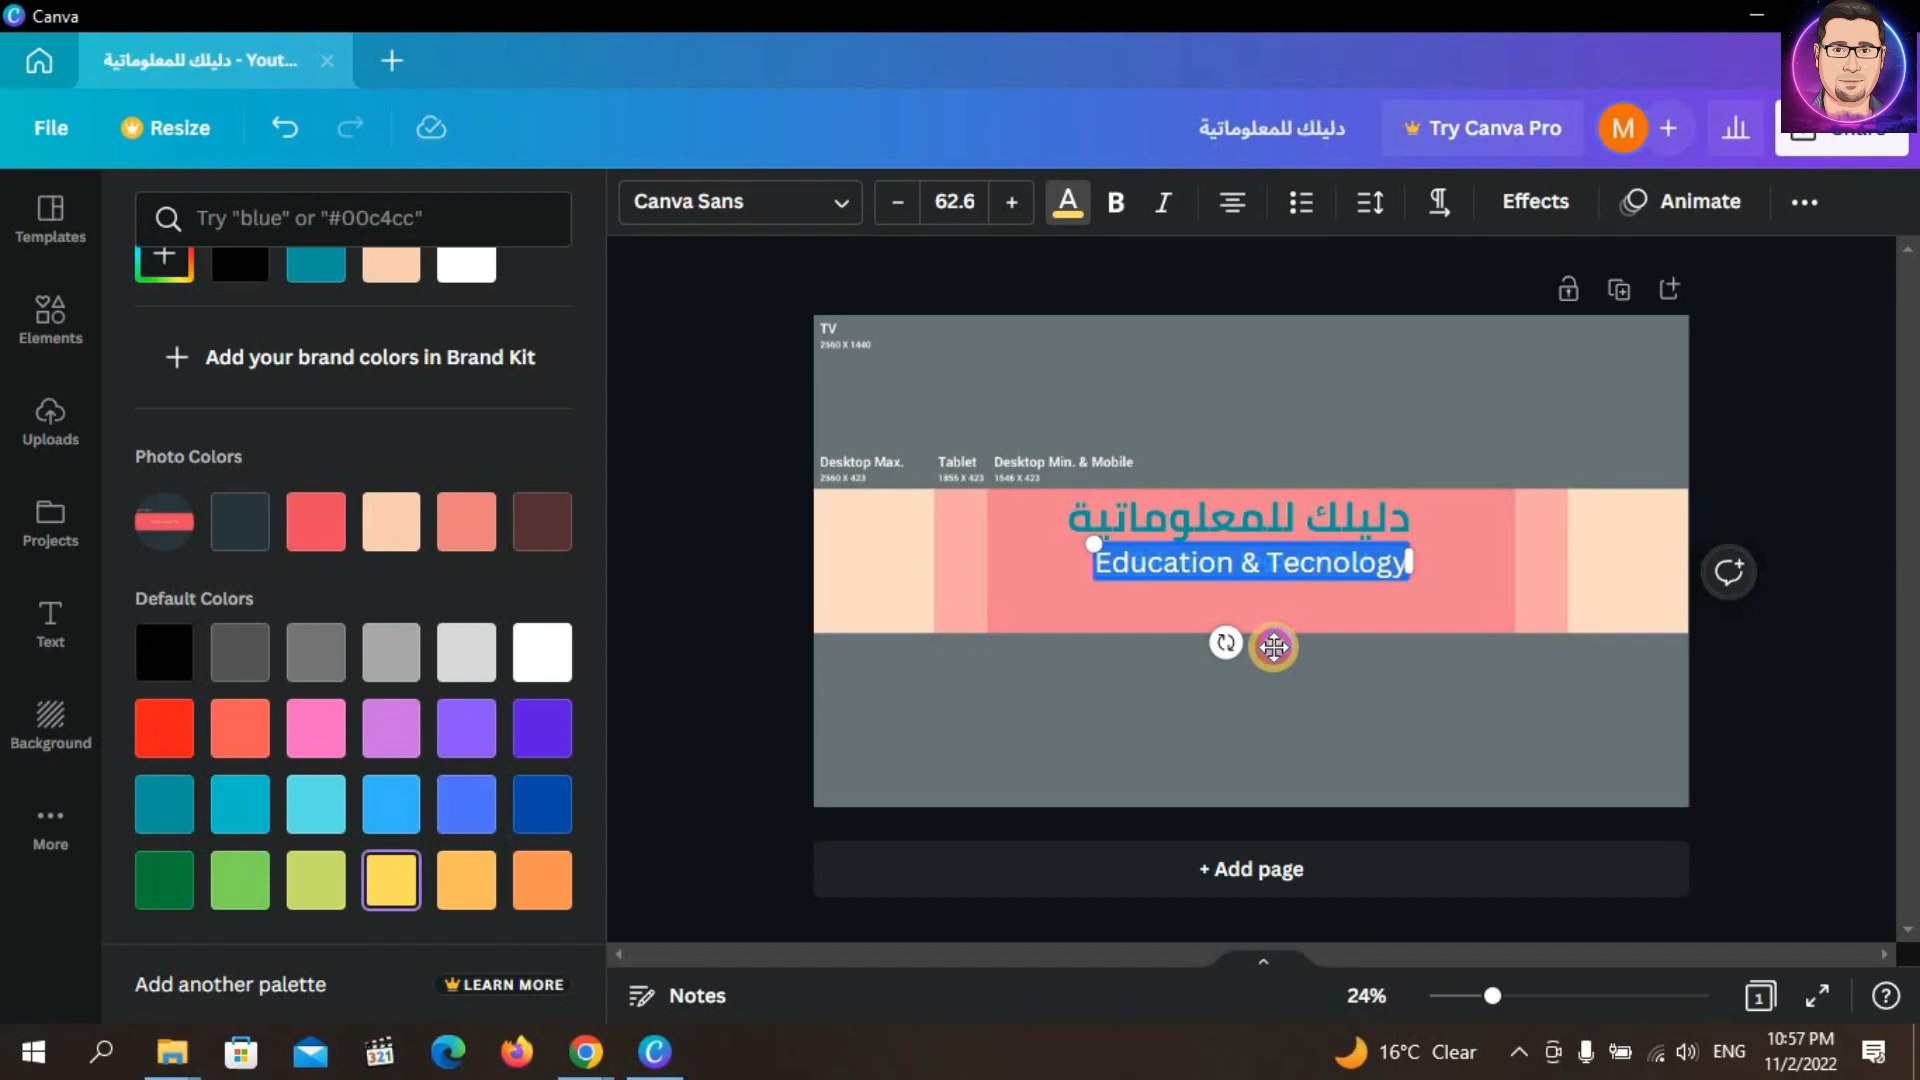 Canva
دليلك للمعلوماتية - Yout...
File
Resize
دليلك للمعلوماتية
Try Canva Pro
M
Templates
Elements
Uploads
Projects
Text
Background
More
Try "blue" or "#00c4cc"
Add your brand colors in Brand Kit
Photo Colors
Default Colors
Add another palette
LEARN MORE
Canva Sans
62.6
A
B
I
Effects
Animate
TV
2560 X 1440
Desktop Max.
2560 X 423
Tablet
1855 X 423
Desktop Min. & Mobile
1546 X 423
دليلك للمعلوماتية
Education & Tecnology
+ Add page
Notes
24%
1
321
16°C Clear
ENG
10:57 PM
11/2/2022